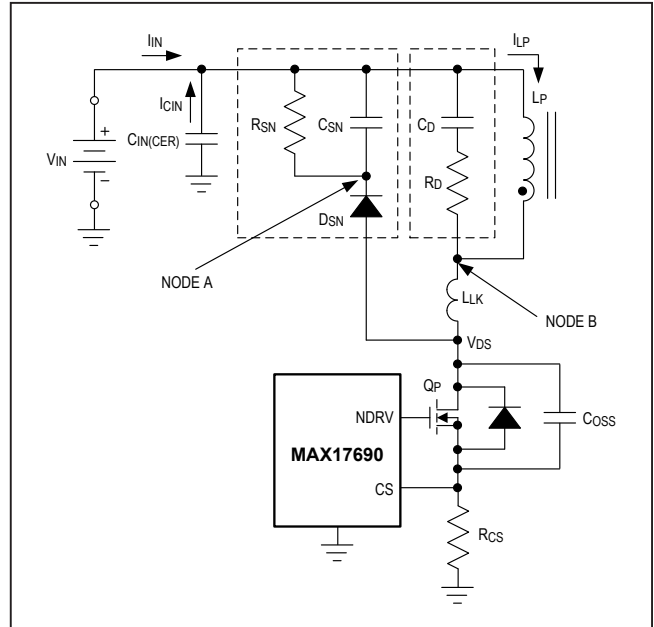 IIN
ILP
LP
ICIN
RSN
CSN
CD
CIN(CER)
+
VIN
−
RD
DSN
NODE A
LLK
NODE B
VDS
QP
NDRV
COSS
MAX17690
CS
RCS